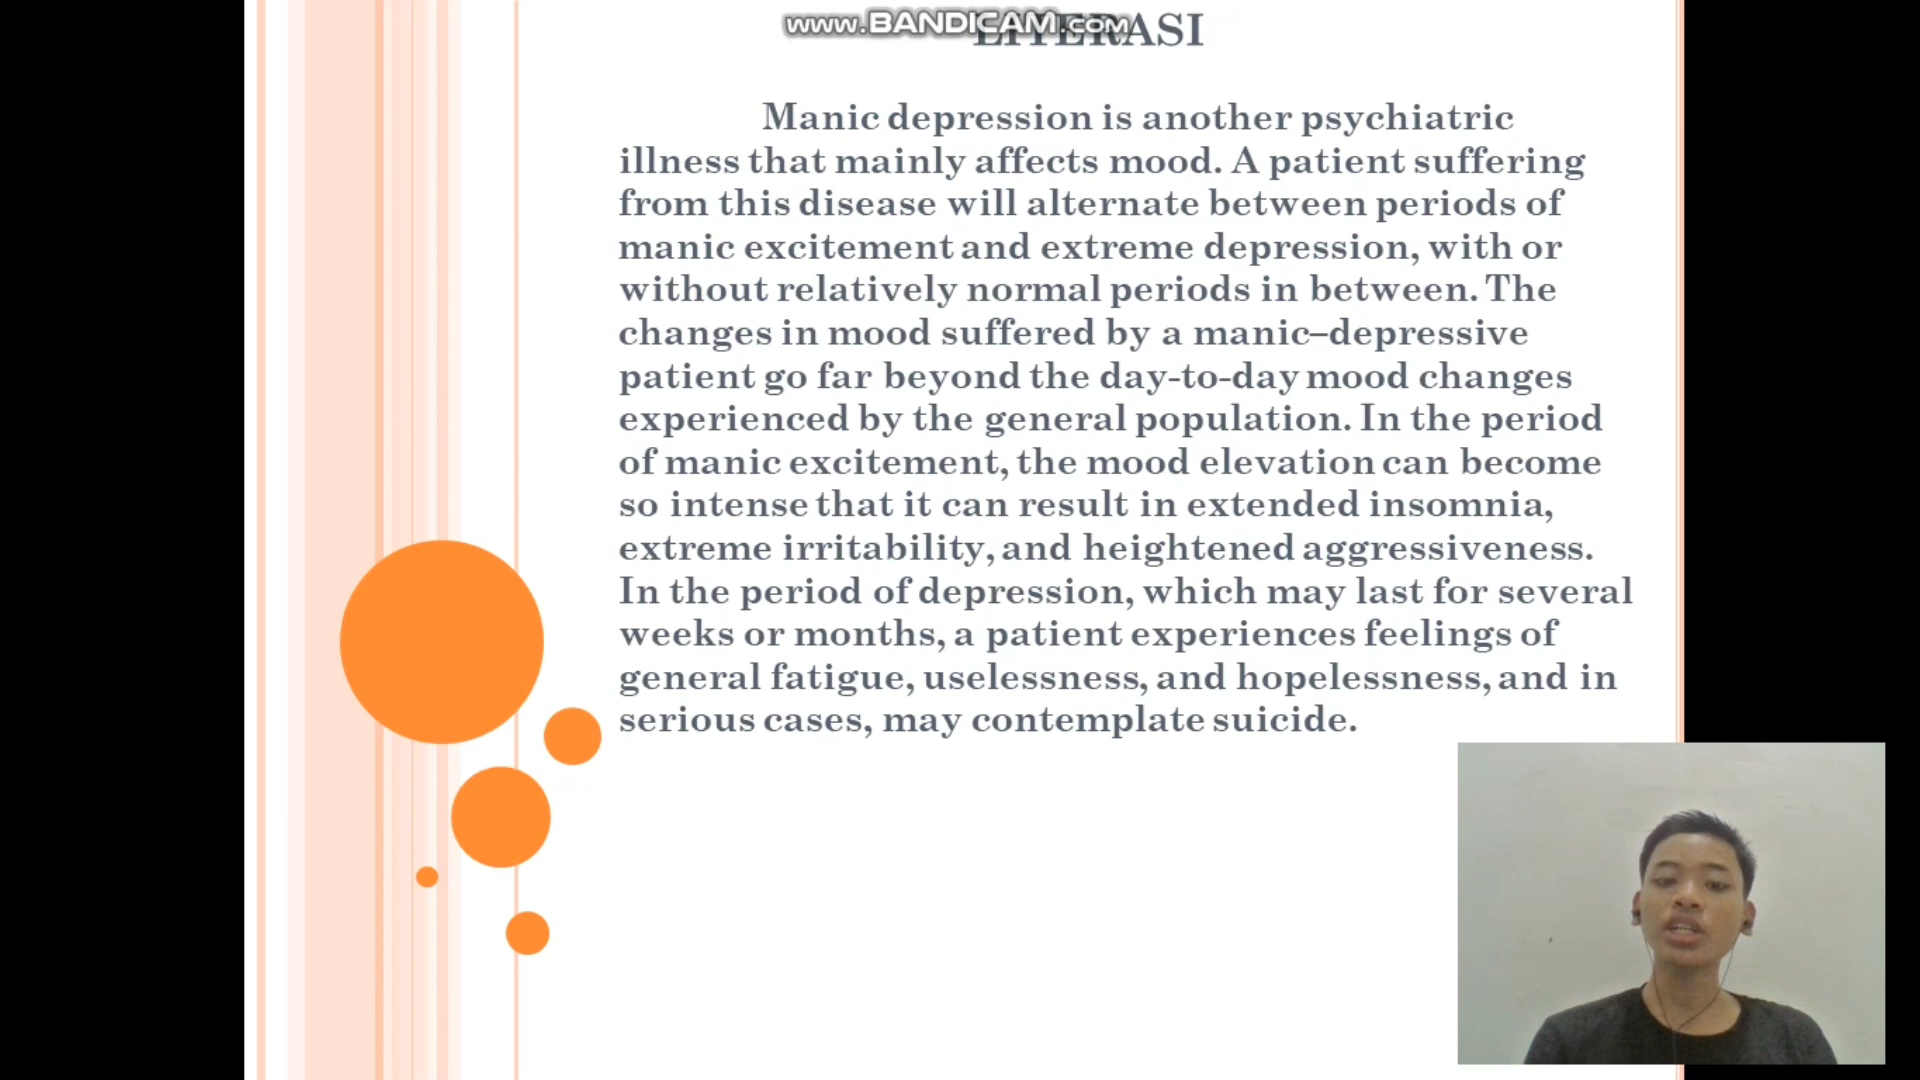 www.BANDICAM.com
LITERASI
Manic depression is another psychiatric
illness that mainly affects mood. A patient suffering
from this disease will alternate between periods of
manic excitement and extreme depression, with or
without relatively normal periods in between. The
changes in mood suffered by a manic–depressive
patient go far beyond the day-to-day mood changes
experienced by the general population. In the period
of manic excitement, the mood elevation can become
so intense that it can result in extended insomnia,
extreme irritability, and heightened aggressiveness.
In the period of depression, which may last for several
weeks or months, a patient experiences feelings of
general fatigue, uselessness, and hopelessness, and in
serious cases, may contemplate suicide.